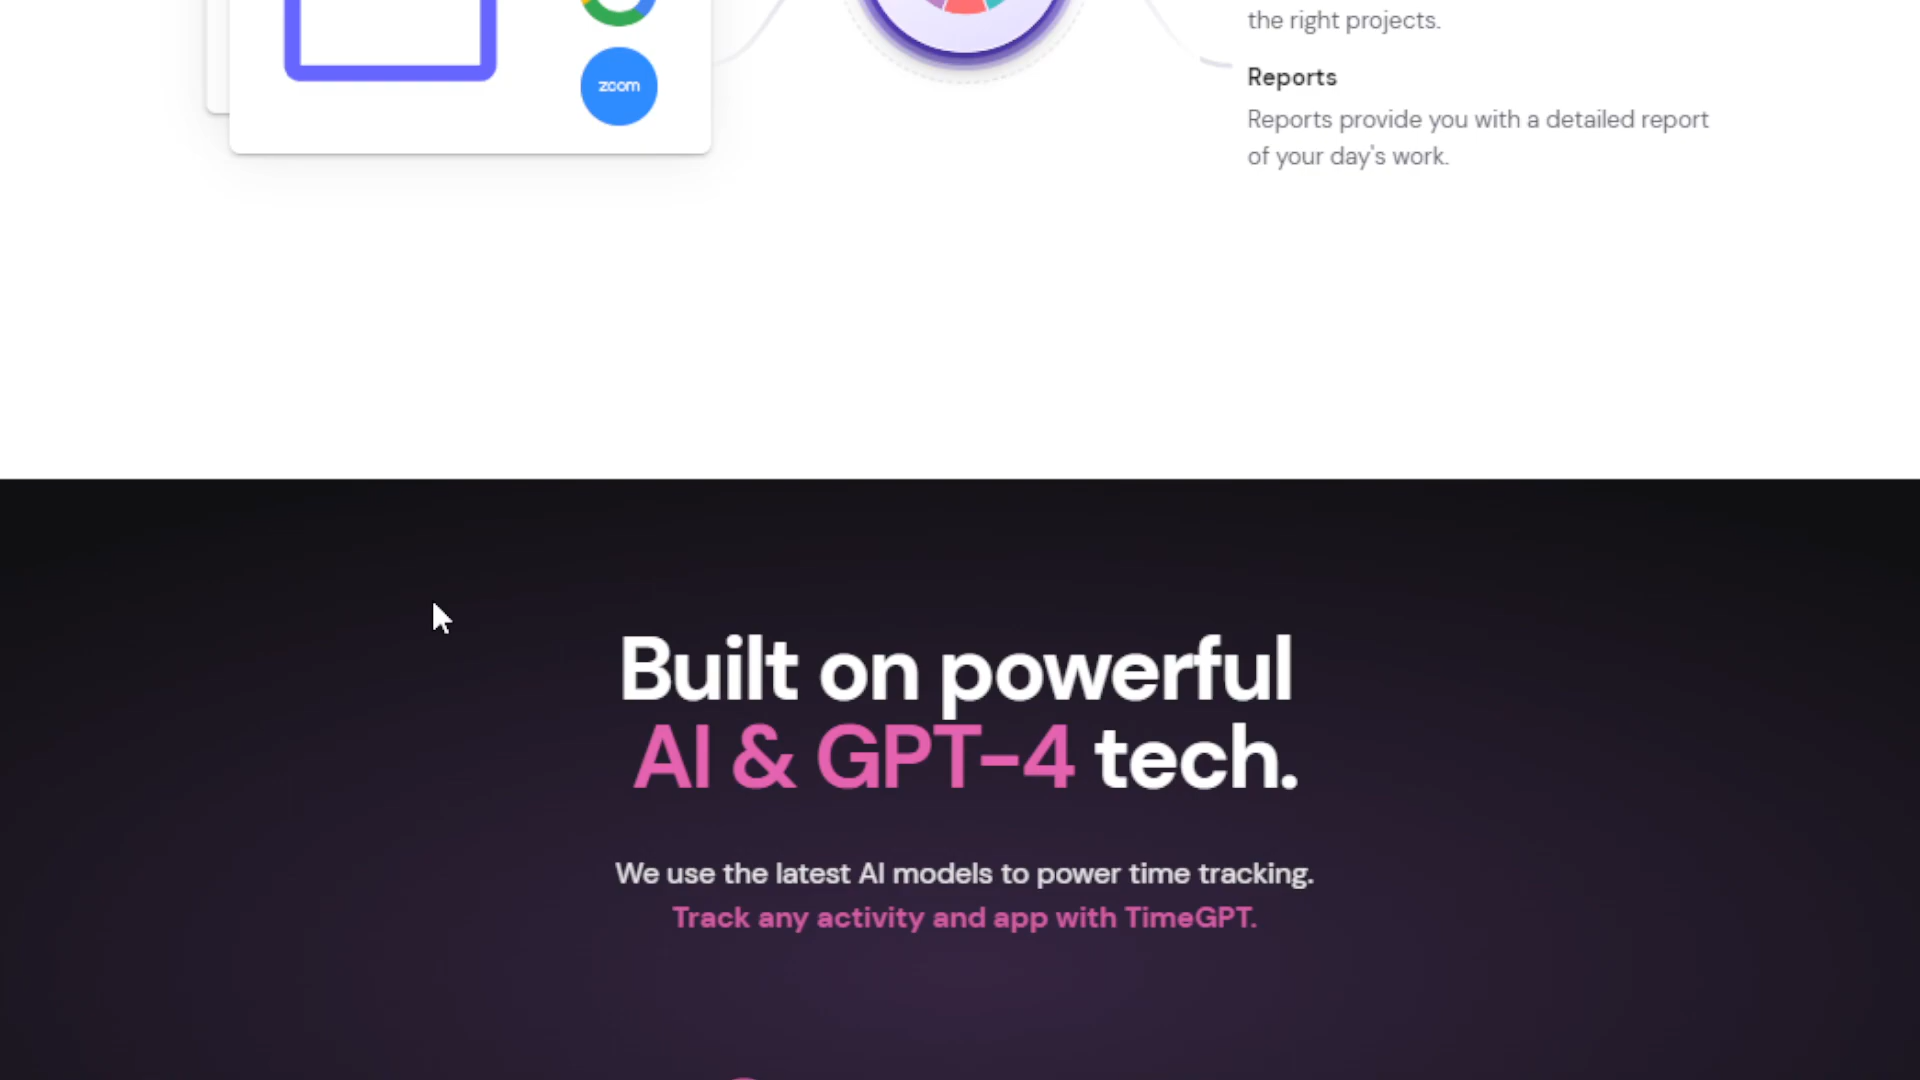 the right projects.
zoom
Reports
Reports provide you with a detailed report
of your day's work.
Built on powerful
AI & GPT-4 tech.
We use the latest AI models to power time tracking.
Track any activity and app with TimeGPT.